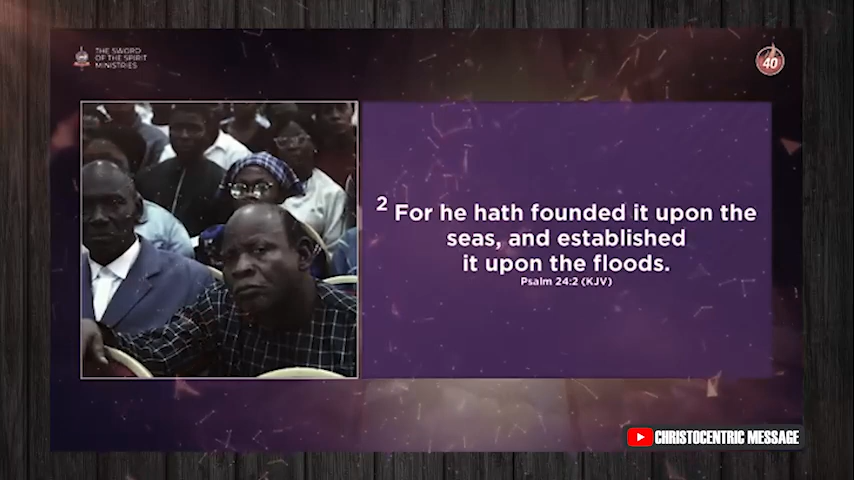 THE SWORD
OF THE SPIRIT
MINISTRIES
40
2 For he hath founded it upon the
seas, and established
it upon the floods.
Psalm 24:2 (KJV)
CHRISTOCENTRIC MESSAGE